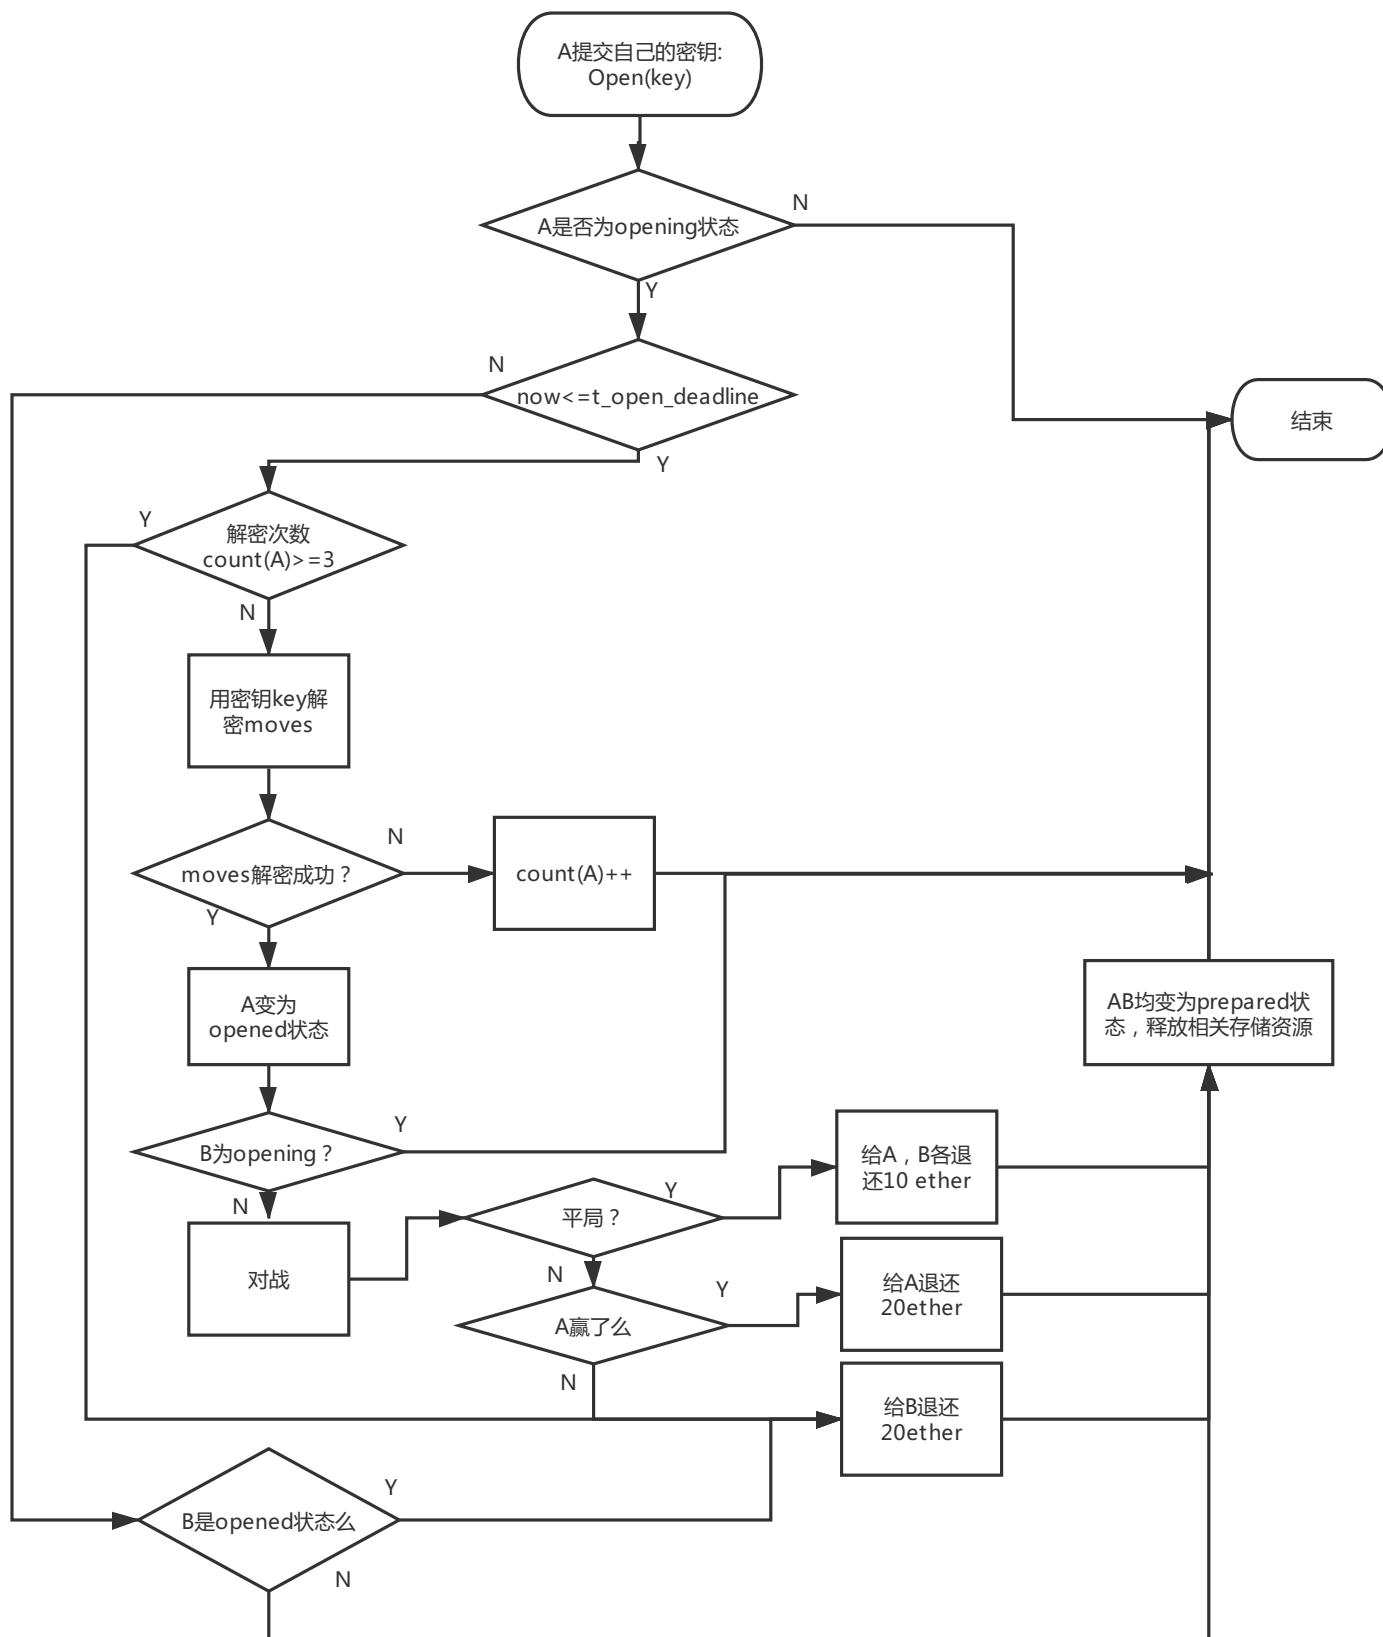 A提交自己的密钥:
Open(key)
A是否为opening状态
N
Y
now<=t_open_deadline
N
Y
结束
解密次数
count(A)>=3
Y
N
用密钥key解
密moves
moves解密成功？
N
Y
count(A)++
A变为
opened状态
AB均变为prepared状
态，释放相关存储资源
B为opening？
Y
N
对战
平局？
Y
N
给A，B各退
还10 ether
A赢了么
Y
N
给A退还
20ether
给B退还
20ether
B是opened状态么
Y
N